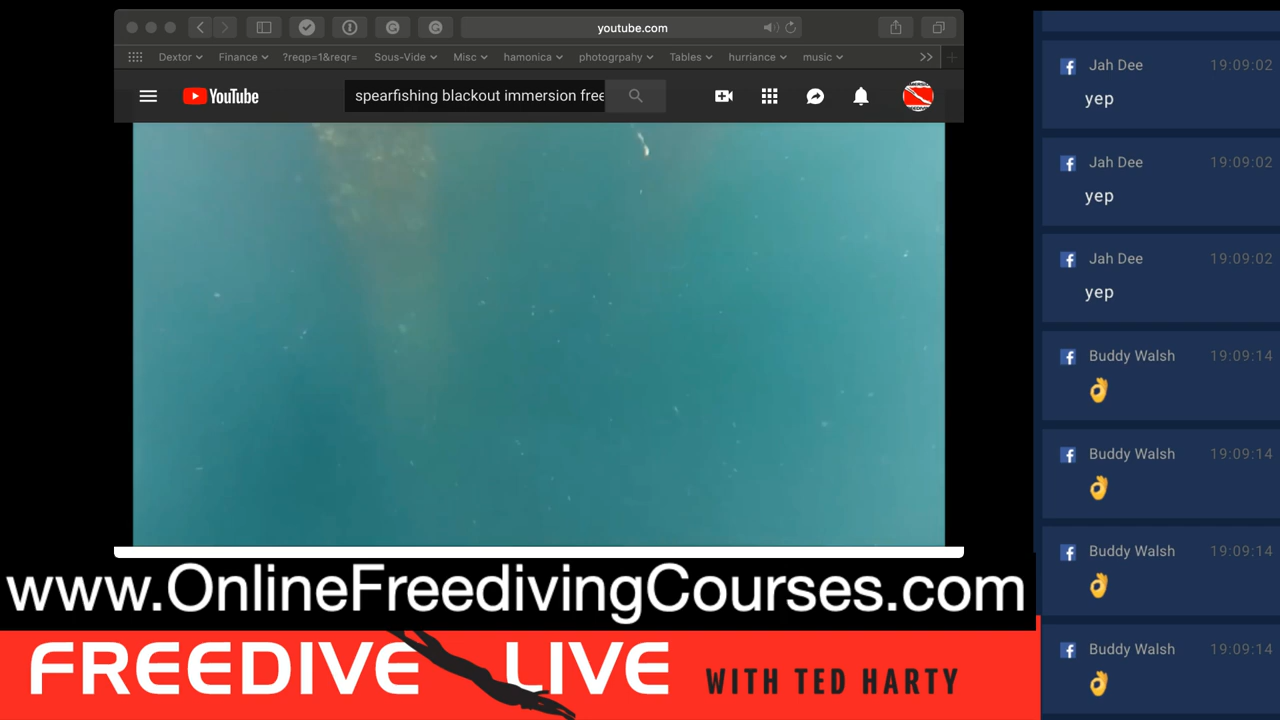 youtube.com
Dextor Finance ?reqp=1&reqr= Sous-Vide Misc hamonica photogrpahy Tables hurriance music
YouTube
spearfishing blackout immersion free
Jah Dee 19:09:02
yep
Jah Dee 19:09:02
yep
Jah Dee 19:09:02
yep
Buddy Walsh 19:09:14
👌
Buddy Walsh 19:09:14
👌
Buddy Walsh 19:09:14
👌
Buddy Walsh 19:09:14
👌
www.OnlineFreedivingCourses.com
FREEDIVE LIVE WITH TED HARTY